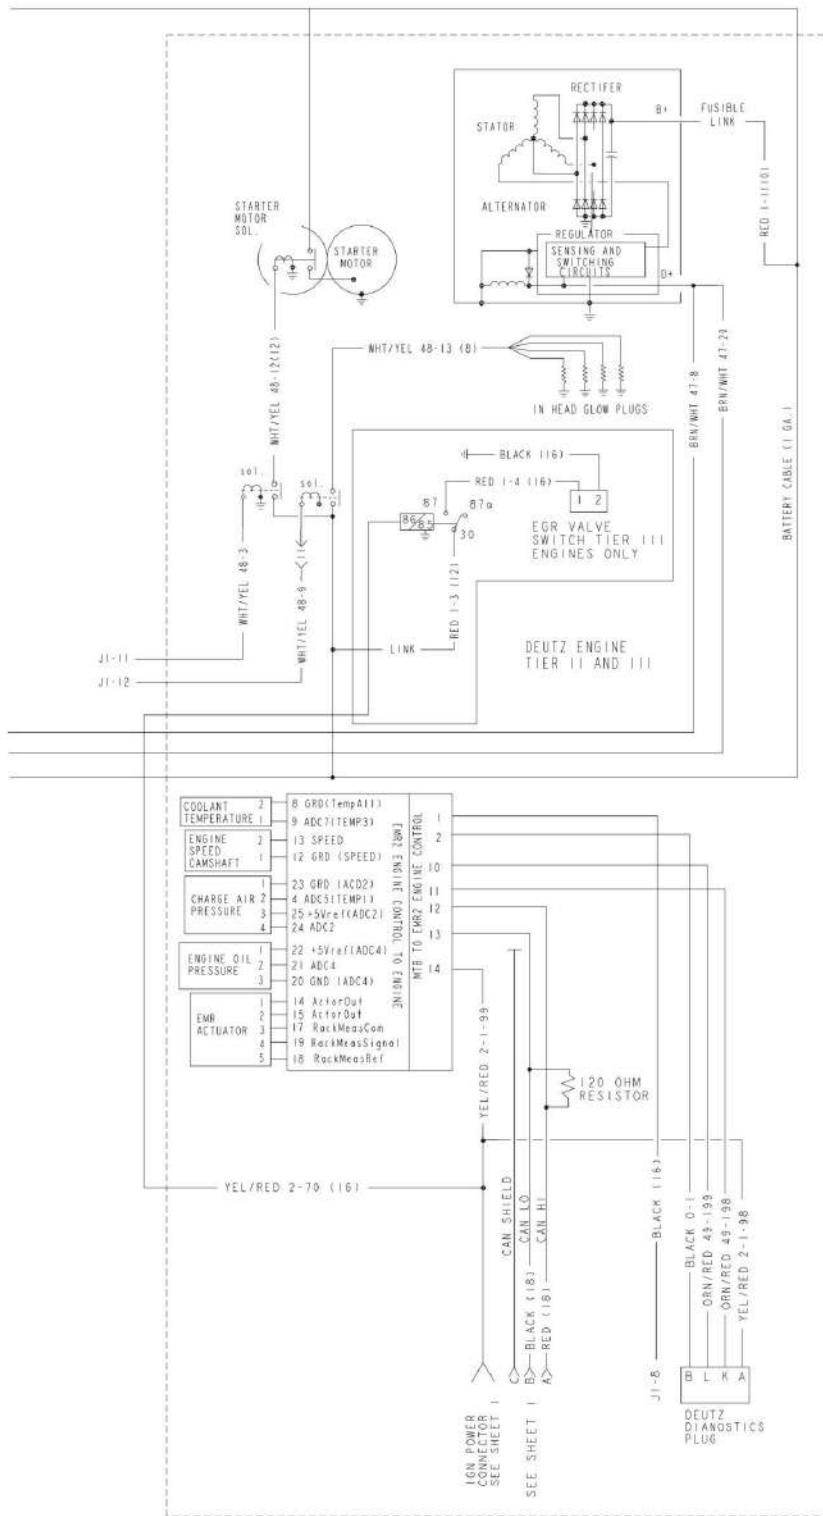 RECTIFER
B+
FUSIBLE
LINK
STATOR
ALTERNATOR
RED 1-1(10)
STARTER
MOTOR
SOL.
STARTER
MOTOR
REGULATOR
SENSING AND
SWITCHING
CIRCUITS
D+
WHT/YEL 48-12(12)
WHT/YEL 48-13 (8)
IN HEAD GLOW PLUGS
BRN/WHT 47-8
BRN/WHT 47-20
BATTERY CABLE (1 GA.)
BLACK (16)
RED 1-4 (16)
sol.
sol.
87
87a
86
85
30
1 2
EGR VALVE
SWITCH TIER III
ENGINES ONLY
11
WHT/YEL 48-3
WHT/YEL 48-9
RED 1-3 (12)
LINK
DEUTZ ENGINE
TIER II AND III
J1-11
J1-12
COOLANT
TEMPERATURE
2
1
8 GRD(TempAll)
9 ADC7(TEMP3)
ENGINE
SPEED
CAMSHAFT
2
1
13 SPEED
12 GRD (SPEED)
CHARGE AIR
PRESSURE
1
2
3
4
23 GRD (ACD2)
4 ADC5(TEMP1)
25 +5Vref(ADC2)
24 ADC2
ENGINE OIL
PRESSURE
1
2
3
22 +5Vref(ADC4)
21 ADC4
20 GND (ADC4)
EMR
ACTUATOR
1
2
3
4
5
14 ActorOut
15 ActorOut
17 RackMeasCom
19 RackMeasSignal
18 RackMeasRef
EMR2 ENGINE CONTROL TO ENGINE
MTB TO EMR2 ENGINE CONTROL
1
2
10
11
12
13
14
YEL/RED 2-1-99
120 OHM
RESISTOR
YEL/RED 2-70 (16)
CAN SHIELD
CAN LO
CAN HI
BLACK (18)
RED (18)
BLACK (16)
BLACK 0-1
ORN/RED 49-199
ORN/RED 49-198
YEL/RED 2-1-98
C
B
A
J1-8
B L K A
DEUTZ
DIANOSTICS
PLUG
IGN POWER
CONNECTOR
SEE SHEET 1
SEE SHEET 1